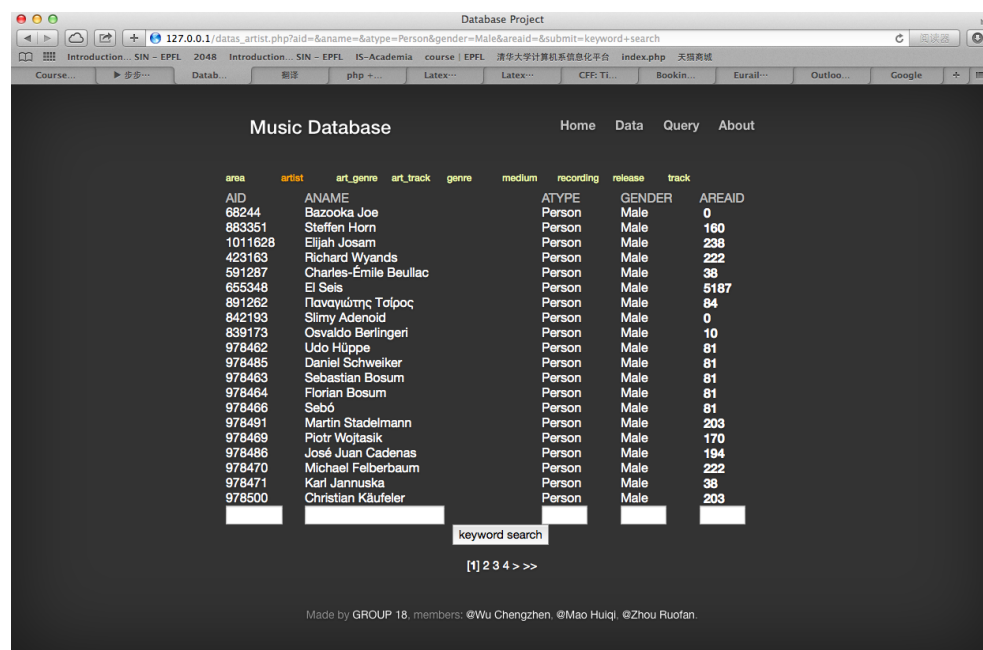 Database Project
127.0.0.1/datas_artist.php?aid=&aname=&atype=Person&gender=Male&areaid=&submit=keyword+search 阅读器
Introduction... SIN – EPFL 2048 Introduction... SIN – EPFL IS-Academia course | EPFL 清华大学计算机系信息化平台 index.php 天猫商城
Course... ▶ 步步… Datab... 翻译 php +... Latex… Latex… CFF: Ti... Bookin... Eurail… Outloo... Google
Music Database Home Data Query About
area artist art_genre art_track genre medium recording release track
AID ANAME ATYPE GENDER AREAID
68244 Bazooka Joe Person Male 0
883351 Steffen Horn Person Male 160
1011628 Elijah Josam Person Male 238
423163 Richard Wyands Person Male 222
591287 Charles-Émile Beullac Person Male 38
655348 El Seis Person Male 5187
891262 Παναγιώτης Τσίρος Person Male 84
842193 Slimy Adenoid Person Male 0
839173 Osvaldo Berlingeri Person Male 10
978462 Udo Hüppe Person Male 81
978485 Daniel Schweiker Person Male 81
978463 Sebastian Bosum Person Male 81
978464 Florian Bosum Person Male 81
978466 Sebó Person Male 81
978491 Martin Stadelmann Person Male 203
978469 Piotr Wojtasik Person Male 170
978486 José Juan Cadenas Person Male 194
978470 Michael Felberbaum Person Male 222
978471 Karl Jannuska Person Male 38
978500 Christian Käufeler Person Male 203
keyword search
[1] 2 3 4 > >>
Made by GROUP 18, members: @Wu Chengzhen, @Mao Huiqi, @Zhou Ruofan.